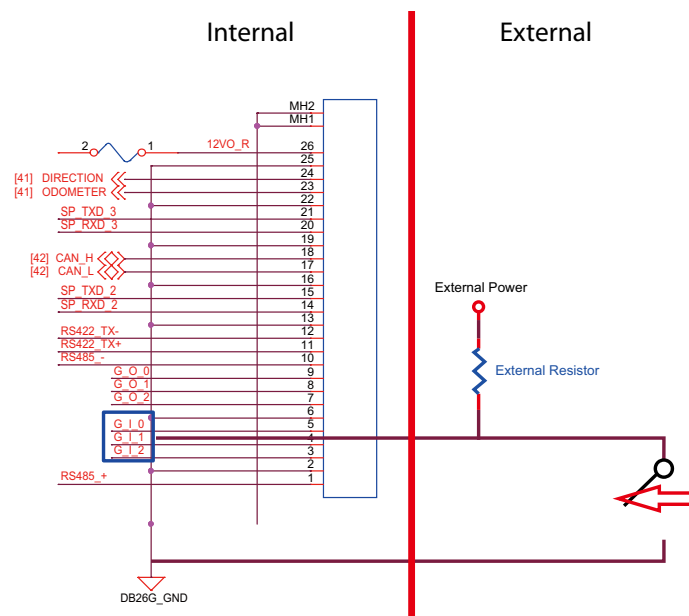 Internal External
MH2
MH1
2 1 12VO_R 26
25
[41] DIRECTION 24
[41] ODOMETER 23
22
SP_TXD_3 21
SP_RXD_3 20
19
[42] CAN_H 18
[42] CAN_L 17
16
SP_TXD_2 15
SP_RXD_2 14
13
RS422_TX- 12
RS422_TX+ 11
RS485_- 10
G_O_0 9
G_O_1 8
G_O_2 7
6
G_I_0 5
G_I_1 4
G_I_2 3
2
RS485_+ 1
External Power
External Resistor
DB26G_GND